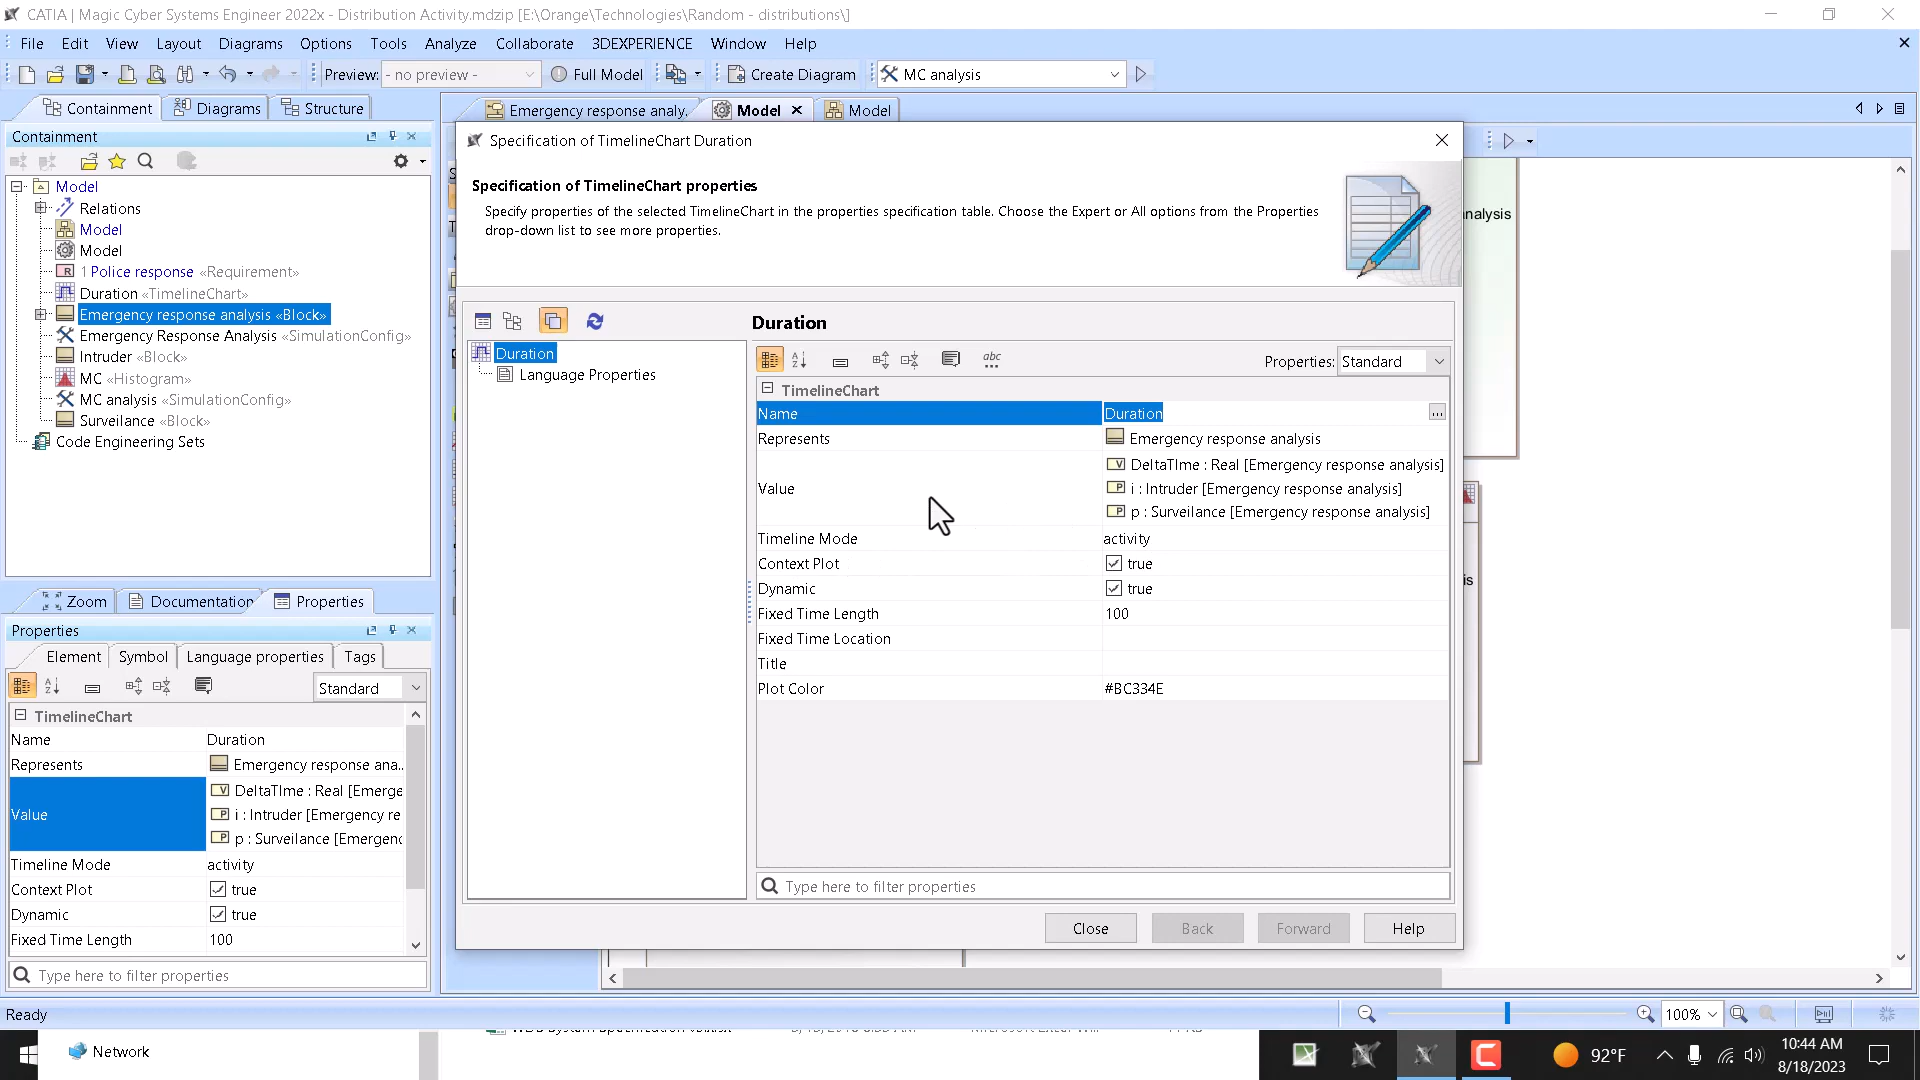 CATIA | Magic Cyber Systems Engineer 2022x - Distribution Activity.mdzip [E:\Orange\Technologies\Random - distributions\]
File Edit View Layout Diagrams Options Tools Analyze Collaborate 3DEXPERIENCE Window Help
Preview: - no preview - Full Model Create Diagram MC analysis
Containment Diagrams Structure
Emergency response analy. Model Model
Containment
Model
Relations
Model
Model
1 Police response «Requirement»
Duration «TimelineChart»
Emergency response analysis «Block»
Emergency Response Analysis «SimulationConfig»
Intruder «Block»
MC «Histogram»
MC analysis «SimulationConfig»
Surveilance «Block»
Code Engineering Sets
Zoom Documentation Properties
Properties
Element Symbol Language properties Tags
Standard
TimelineChart
Name Duration
Represents Emergency response ana..
Value
DeltaTIme : Real [Emerge
i : Intruder [Emergency re
p : Surveilance [Emergenc
Timeline Mode activity
Context Plot true
Dynamic true
Fixed Time Length 100
Type here to filter properties
Specification of TimelineChart Duration
Specification of TimelineChart properties
Specify properties of the selected TimelineChart in the properties specification table. Choose the Expert or All options from the Properties
drop-down list to see more properties.
Duration
Language Properties
Duration
Properties: Standard
TimelineChart
Name Duration ...
Represents Emergency response analysis
Value
DeltaTIme : Real [Emergency response analysis]
i : Intruder [Emergency response analysis]
p : Surveilance [Emergency response analysis]
Timeline Mode activity
Context Plot true
Dynamic true
Fixed Time Length 100
Fixed Time Location
Title
Plot Color #BC334E
Type here to filter properties
Close Back Forward Help
nalysis
is
Ready
100%
Network
92°F
10:44 AM
8/18/2023